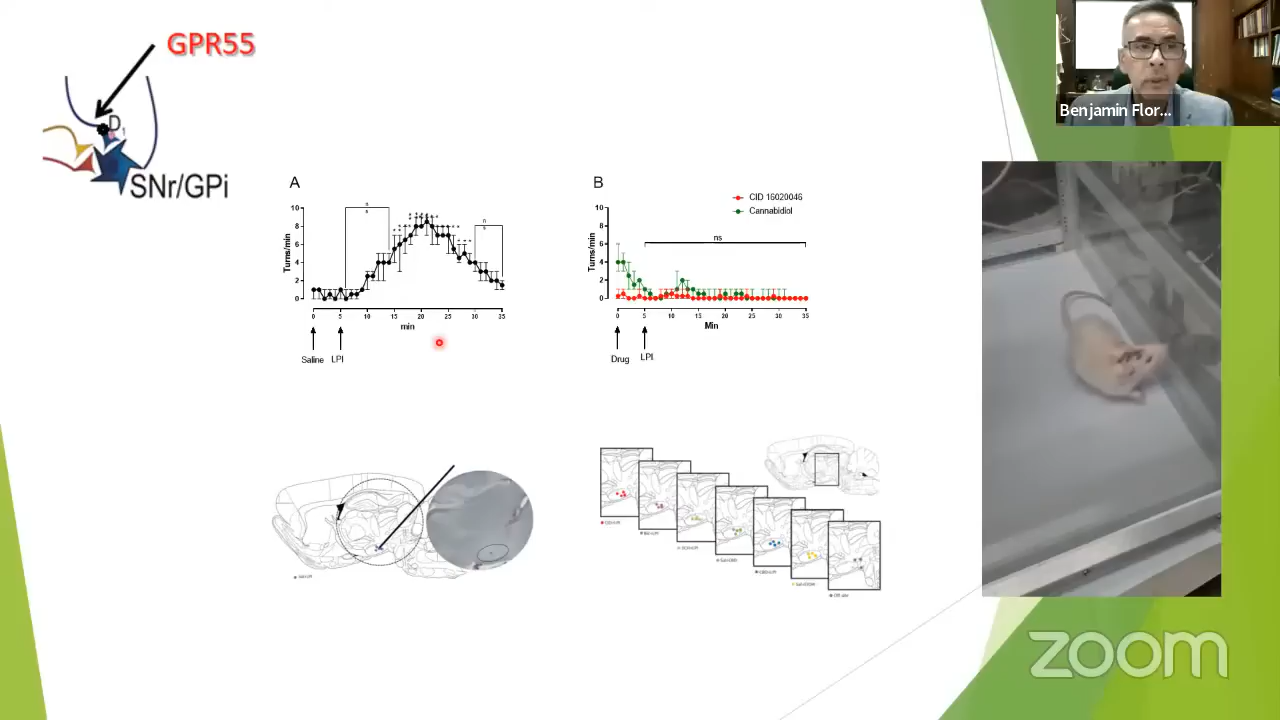 GPR55
Benjamin Flor...
D1
SNr/GPi
A
Turns/min
10
8
6
4
2
0
0
5
10
15
20
25
30
35
min
Saline
LPI
B
CID 16020046
Cannabidiol
ns
Turns/min
10
8
6
4
2
0
0
5
10
15
20
25
30
35
Min
Drug
LPI
zoom